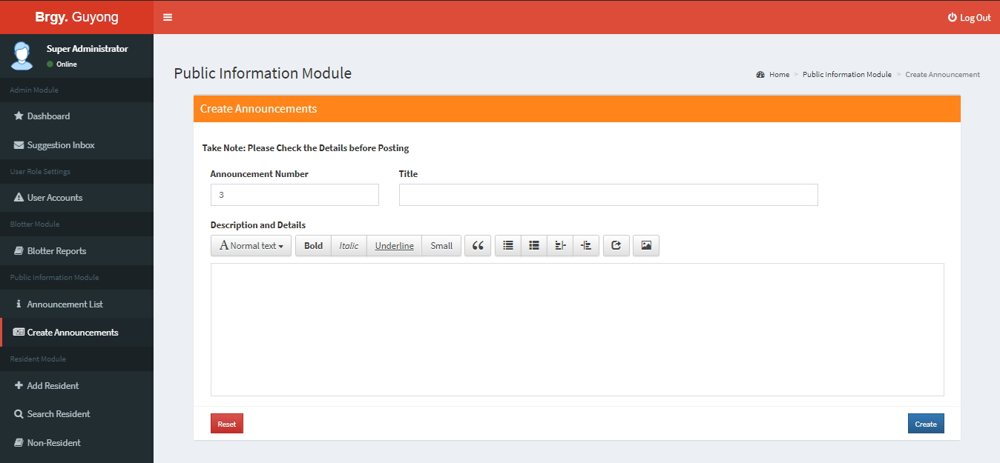 Brgy. Guyong
Log Out
Super Administrator
Online
Admin Module
Dashboard
Suggestion Inbox
User Role Settings
User Accounts
Blotter Module
Blotter Reports
Public Information Module
Announcement List
Create Announcements
Resident Module
Add Resident
Search Resident
Non-Resident
Public Information Module
Home > Public Information Module > Create Announcement
Create Announcements
Take Note: Please Check the Details before Posting
Announcement Number Title
3
Description and Details
A Normal text Bold Italic Underline Small
Reset Create